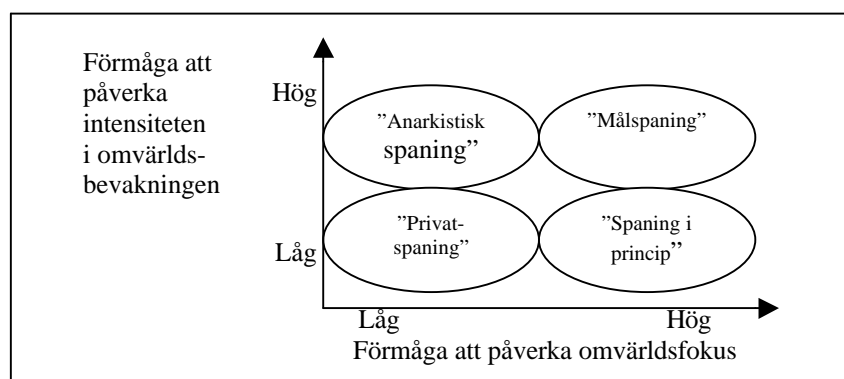 Förmåga att
påverka
intensiteten
i omvärlds-
bevakningen
Hög
”Anarkistisk
spaning”
”Målspaning”
”Privat-
spaning”
”Spaning i
princip”
Låg
Låg
Hög
Förmåga att påverka omvärldsfokus